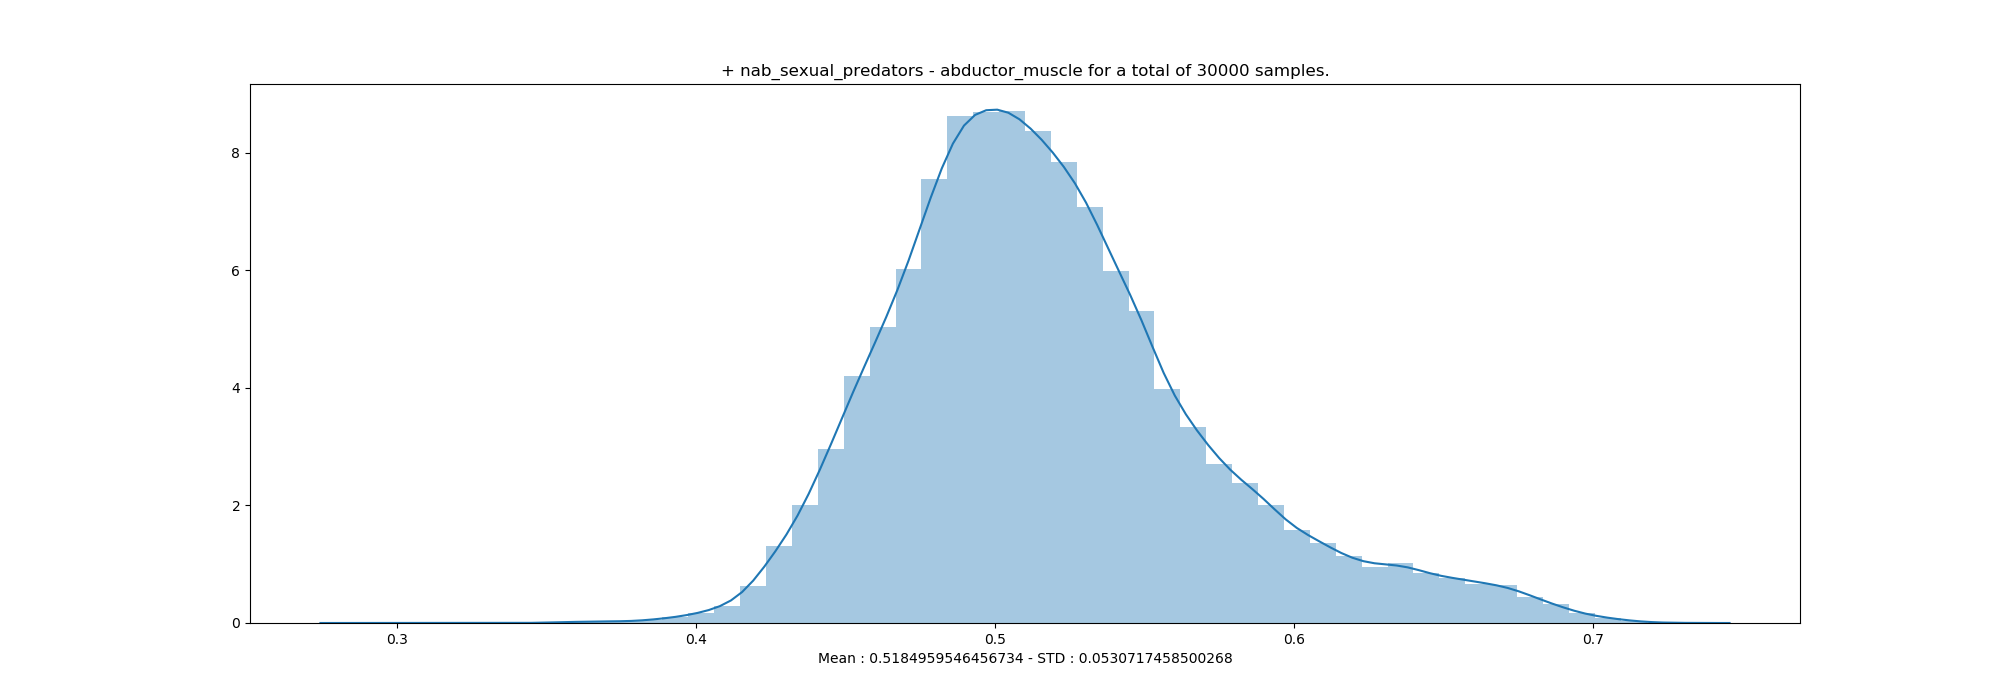 + nab_sexual_predators - abductor_muscle for a total of 30000 samples.
8
6
4
2
0
0.3 0.4 0.5 0.6 0.7
Mean : 0.5184959546456734 - STD : 0.0530717458500268